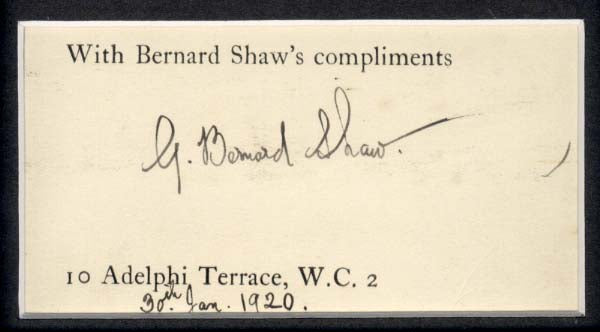 With Bernard Shaw's compliments
G. Bernard Shaw.
10 Adelphi Terrace, W.C. 2
30th. Jan. 1920.